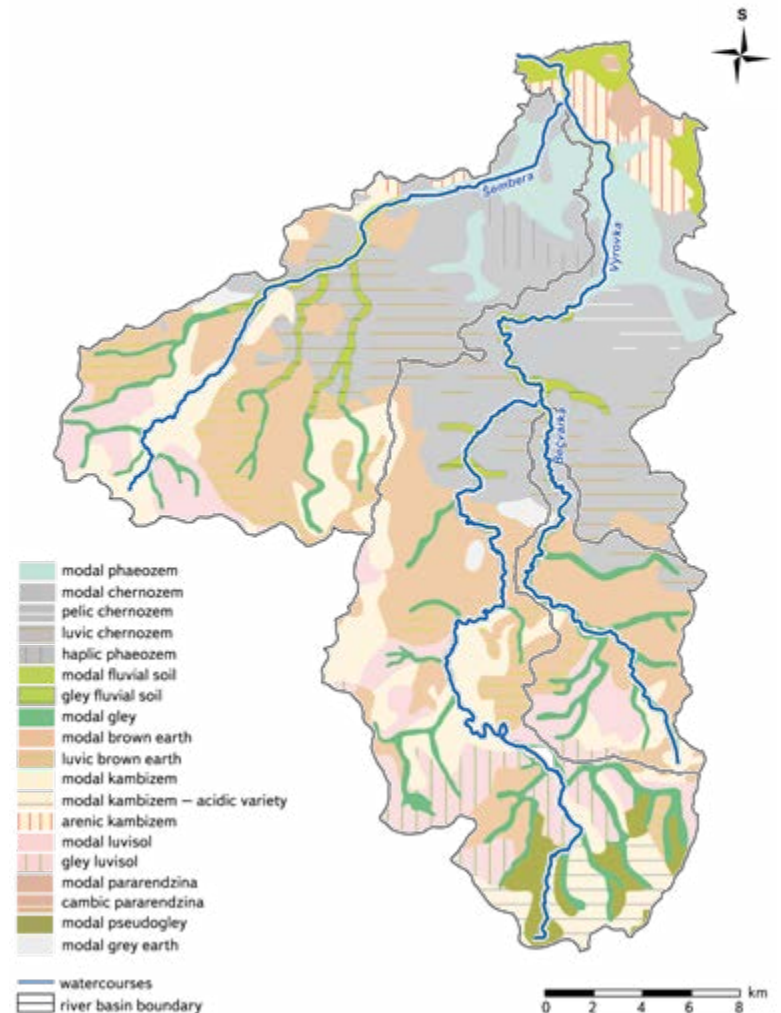 S
Šembera
Výrovka
Bečvárka
modal phaeozem
modal chernozem
pelic chernozem
luvic chernozem
haplic phaeozem
modal fluvial soil
gley fluvial soil
modal gley
modal brown earth
luvic brown earth
modal kambizem
modal kambizem – acidic variety
arenic kambizem
modal luvisol
gley luvisol
modal pararendzina
cambic pararendzina
modal pseudogley
modal grey earth
watercourses
river basin boundary
km
0 2 4 6 8